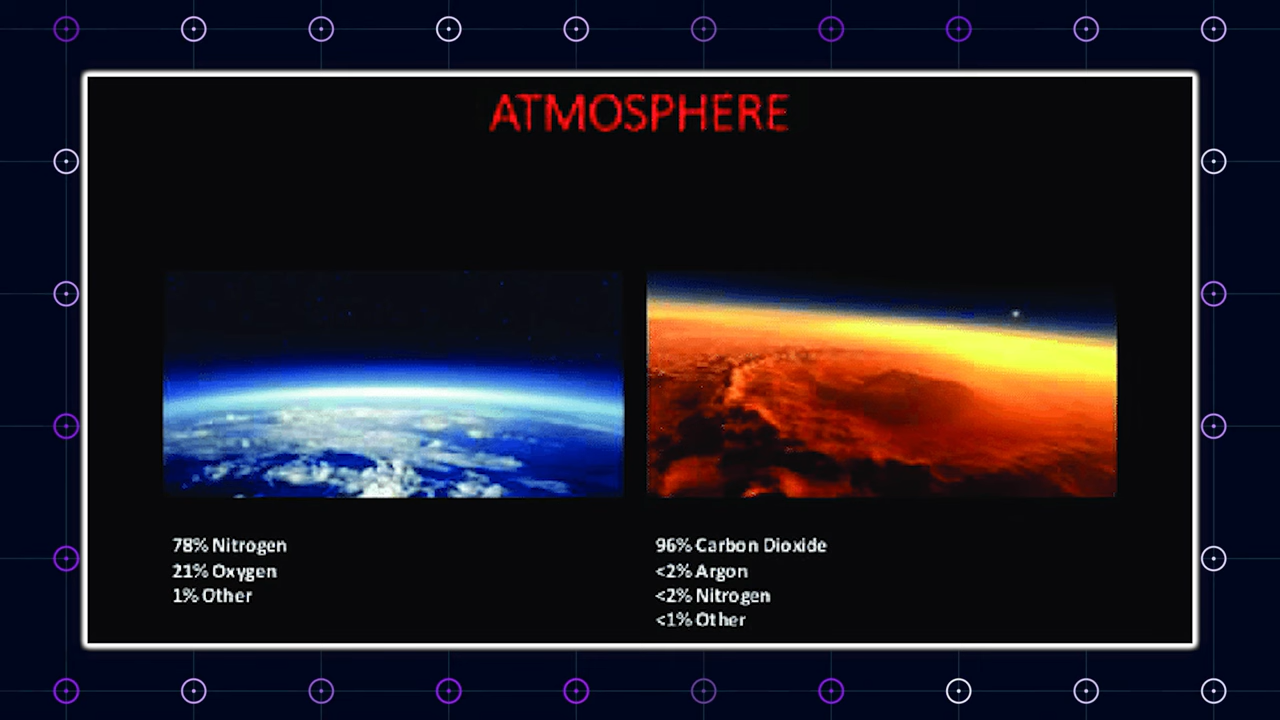 ATMOSPHERE
78% Nitrogen
21% Oxygen
1% Other
96% Carbon Dioxide
<2% Argon
<2% Nitrogen
<1% Other